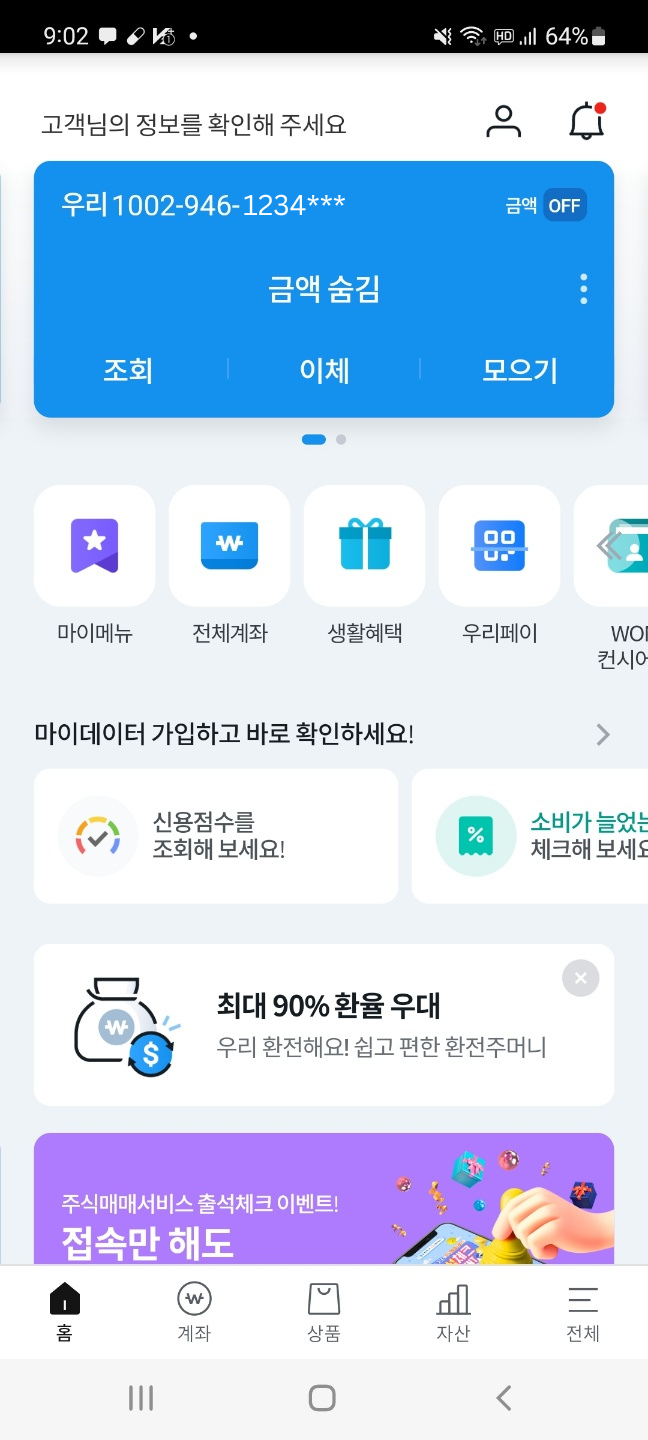 9:02
HD
64%
고객님의 정보를 확인해 주세요
우리 1002-946-1234***
금액 OFF
금액 숨김
조회
이체
모으기
마이메뉴
전체계좌
생활혜택
우리페이
컨시어
마이데이터 가입하고 바로 확인하세요!
신용점수를
조회해 보세요!
%
소비가 늘었는
체크해 보세요
최대 90% 환율 우대
우리 환전해요! 쉽고 편한 환전주머니
₩
$
주식매매서비스 출석체크 이벤트!
접속만 해도
홈
계좌
상품
자산
전체